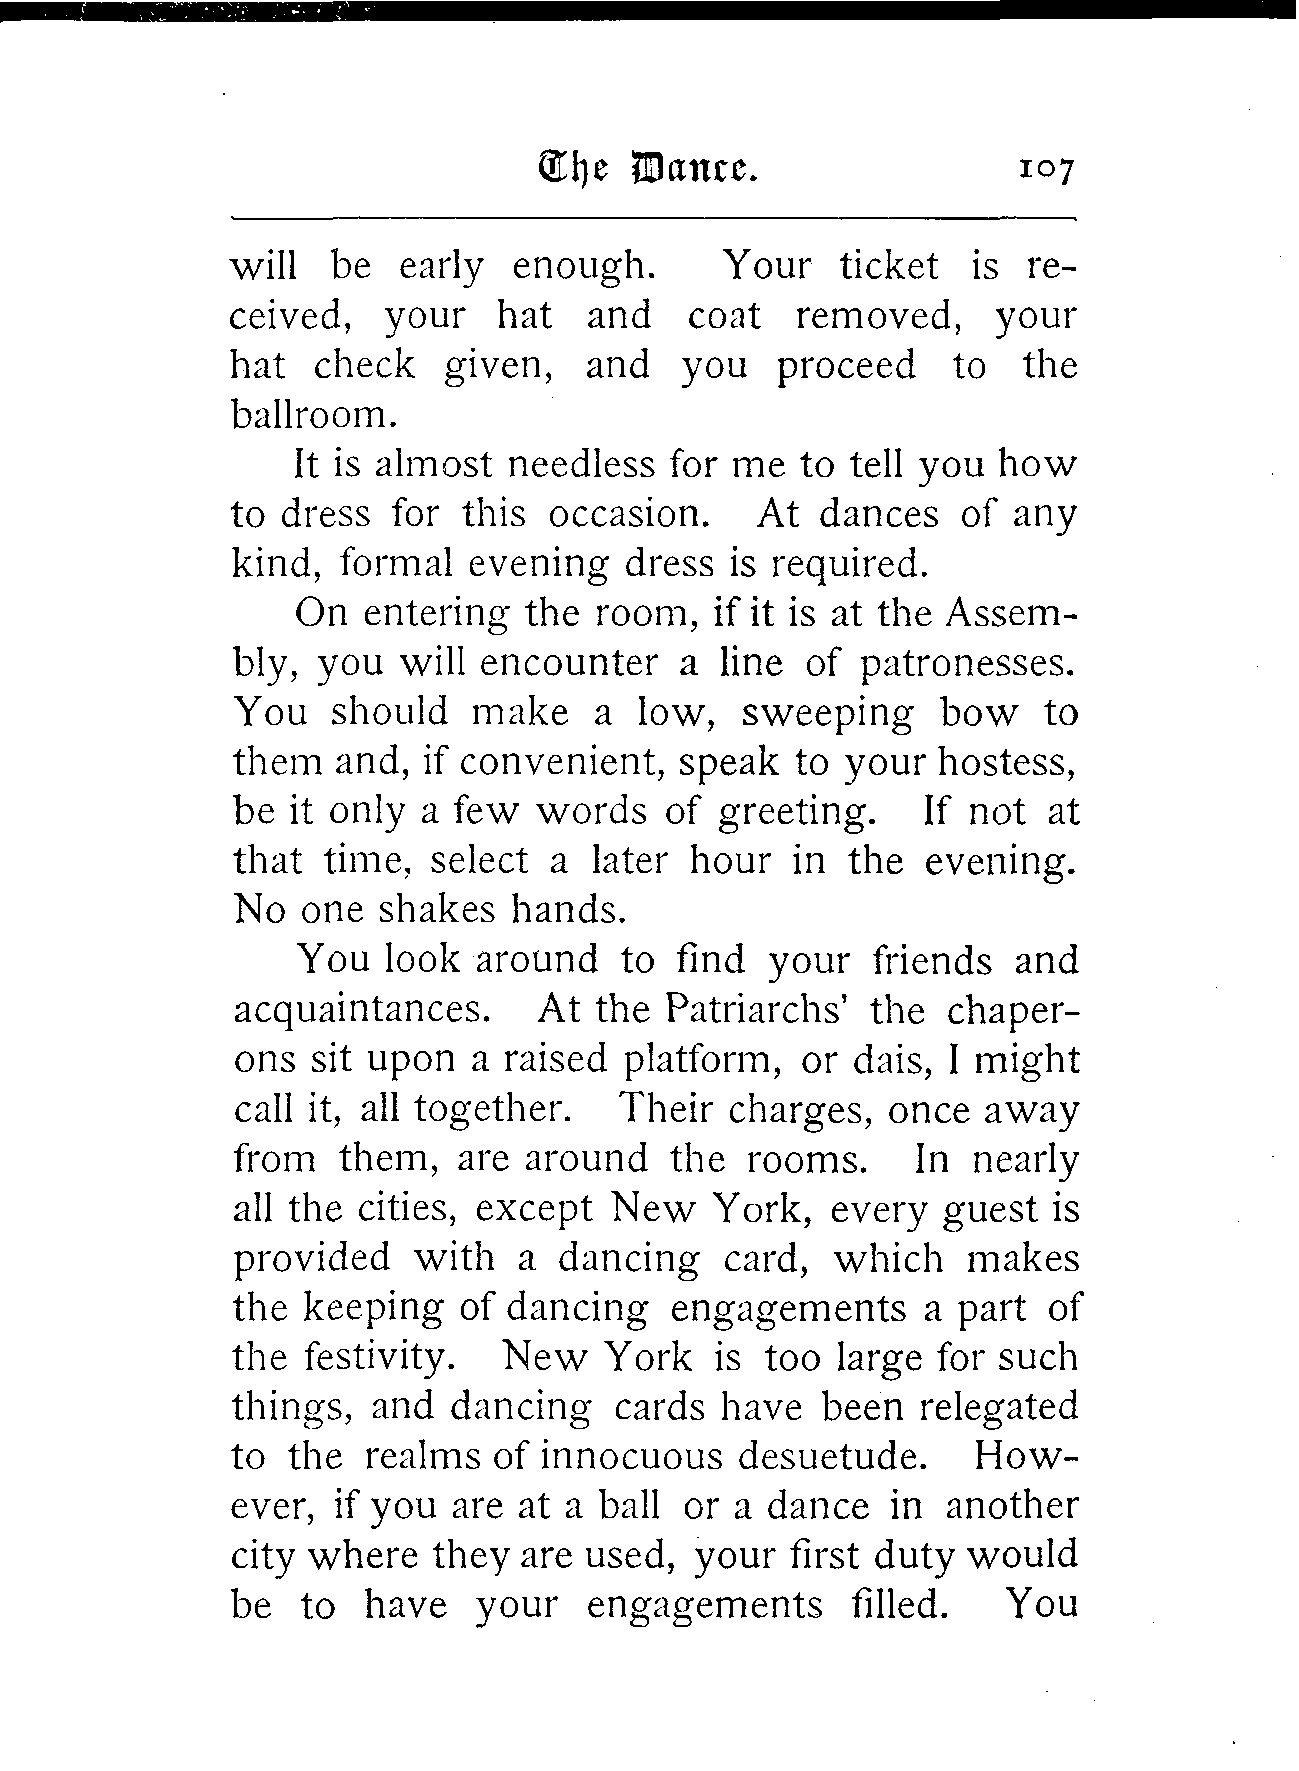 The Dance. 107
will be early enough. Your ticket is re-
ceived, your hat and coat removed, your
hat check given, and you proceed to the
ballroom.
It is almost needless for me to tell you how
to dress for this occasion. At dances of any
kind, formal evening dress is required.
On entering the room, if it is at the Assem-
bly, you will encounter a line of patronesses.
You should make a low, sweeping bow to
them and, if convenient, speak to your hostess,
be it only a few words of greeting. If not at
that time, select a later hour in the evening.
No one shakes hands.
You look around to find your friends and
acquaintances. At the Patriarchs' the chaper-
ons sit upon a raised platform, or dais, I might
call it, all together. Their charges, once away
from them, are around the rooms. In nearly
all the cities, except New York, every guest is
provided with a dancing card, which makes
the keeping of dancing engagements a part of
the festivity. New York is too large for such
things, and dancing cards have been relegated
to the realms of innocuous desuetude. How-
ever, if you are at a ball or a dance in another
city where they are used, your first duty would
be to have your engagements filled. You